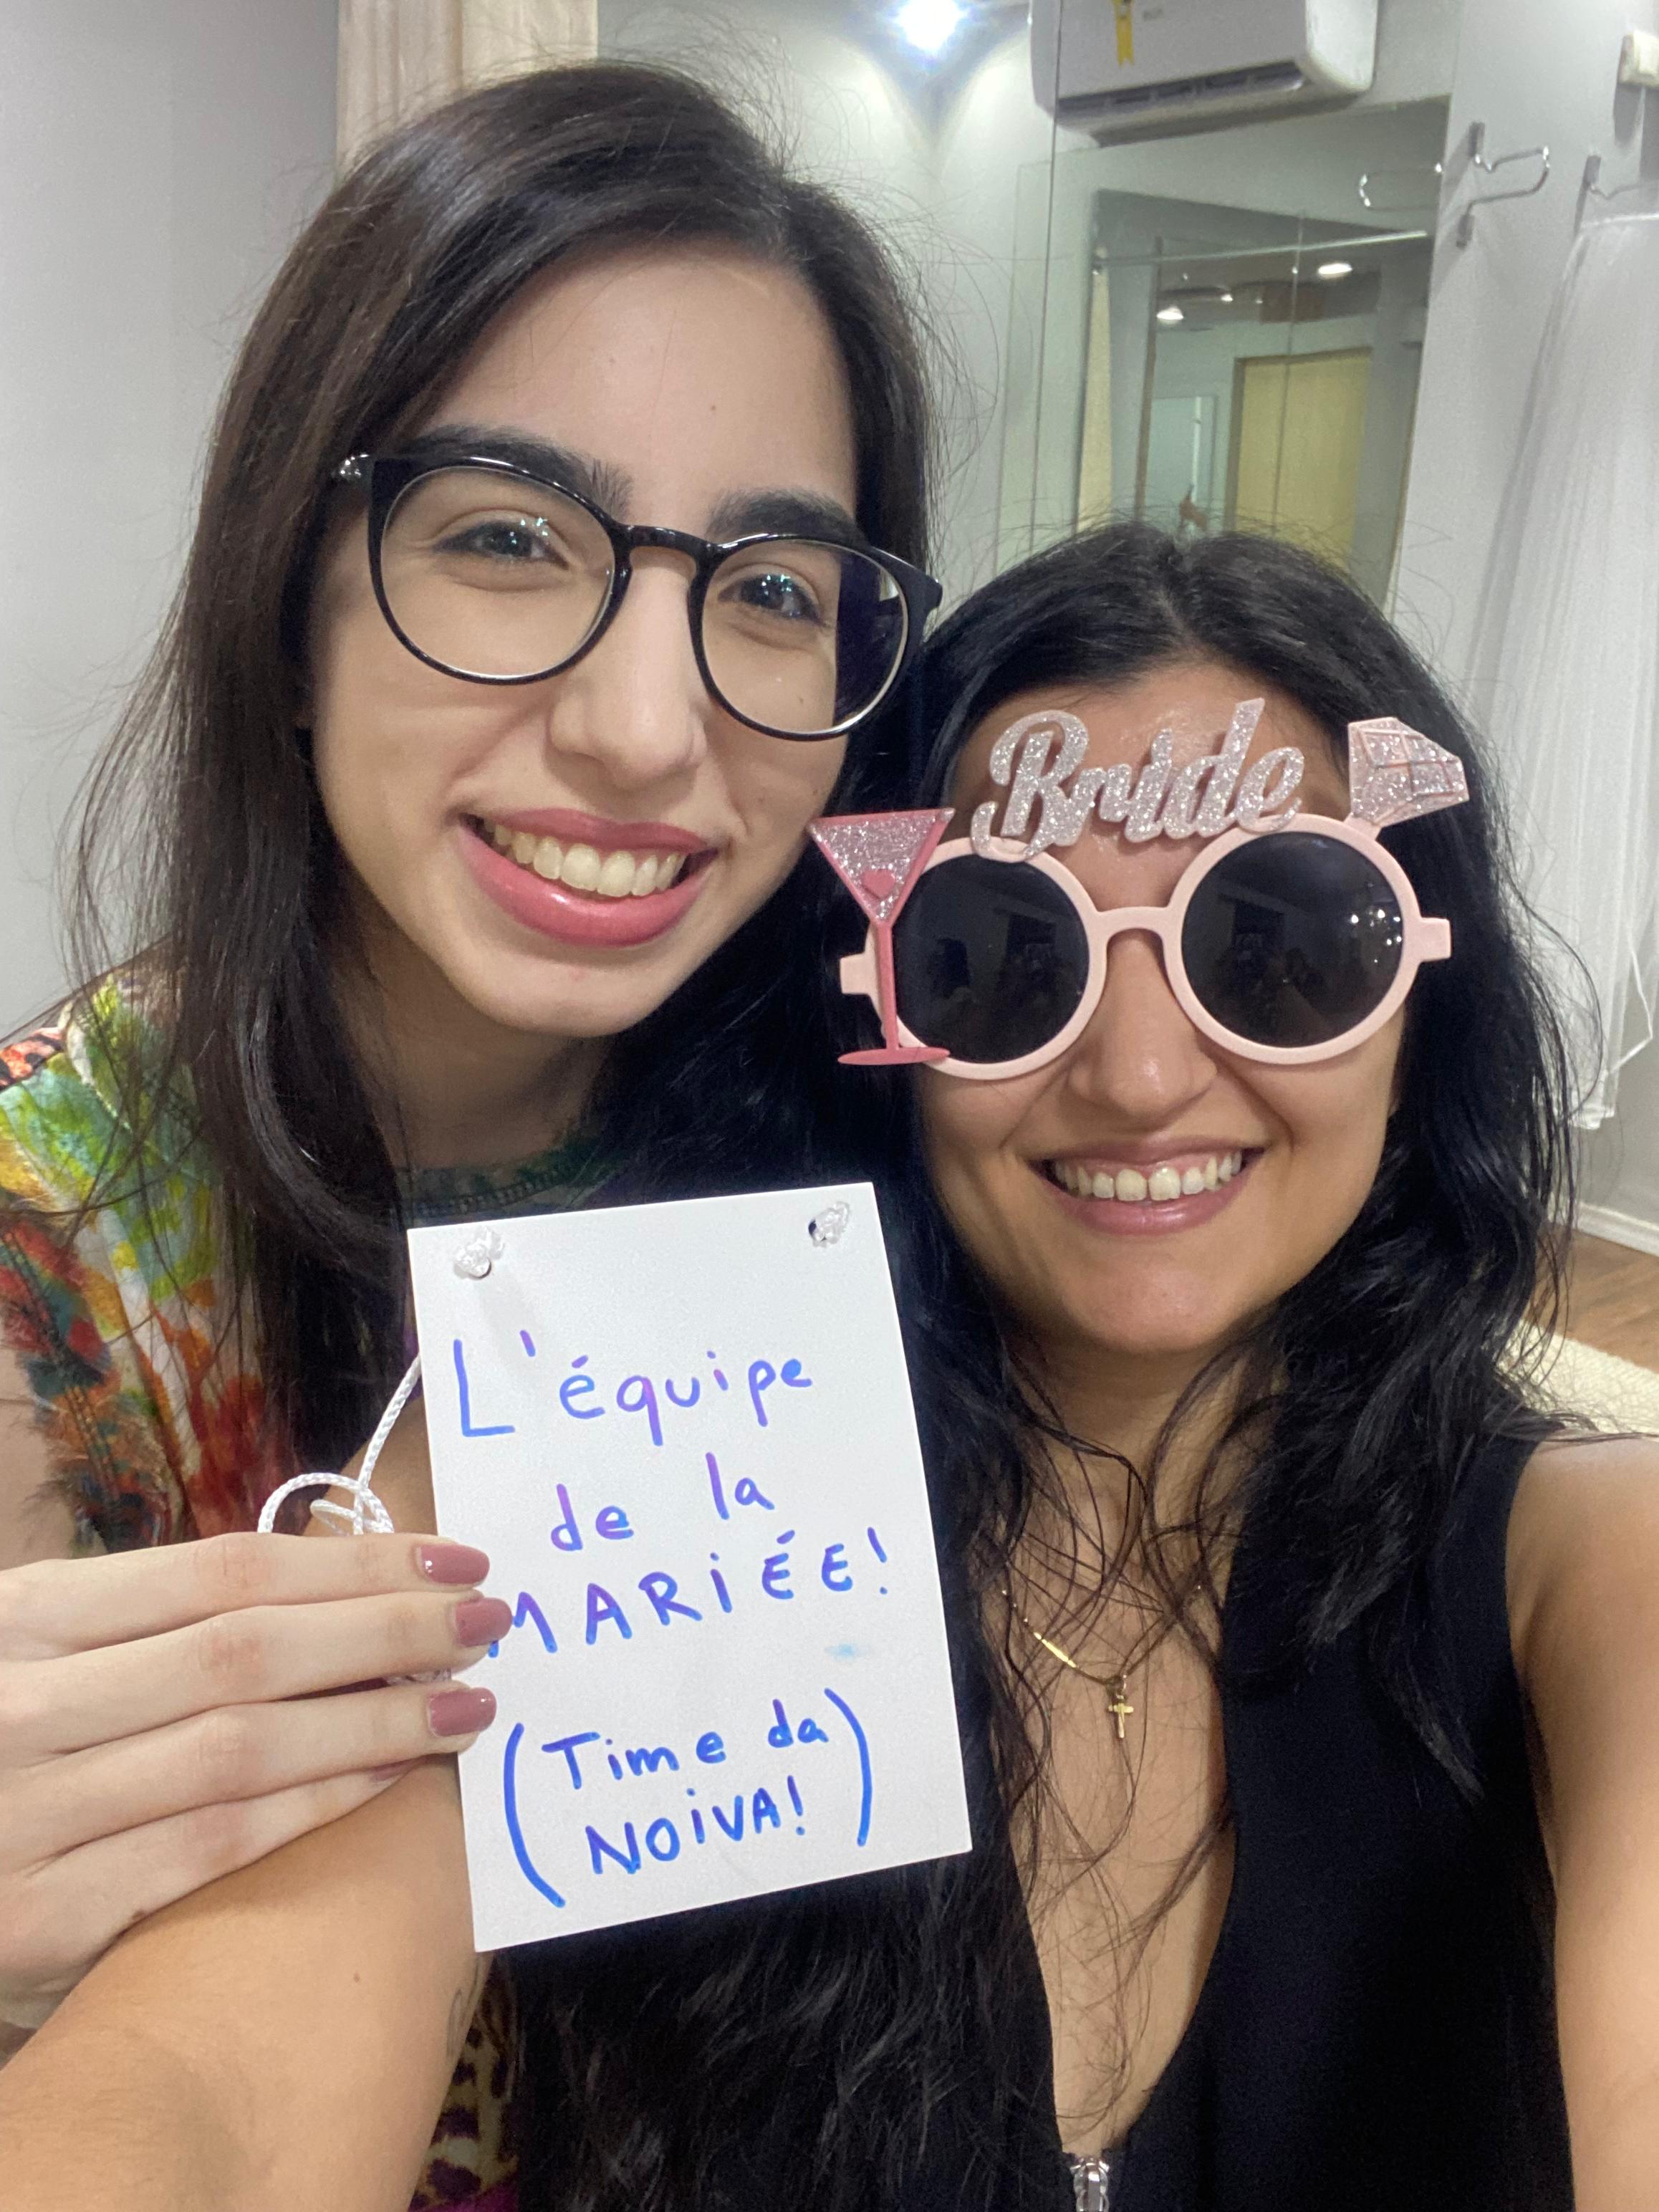 Bride
L'équipe
de la
MARIÉE!
(Time da
NOIVA!)